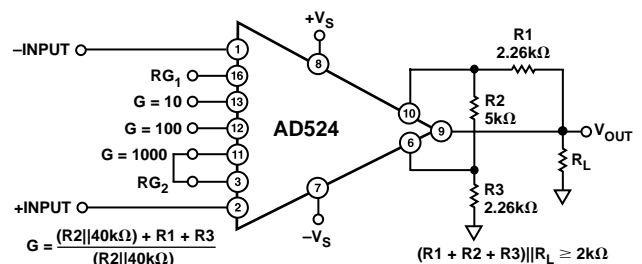 –INPUT
1
+VS
8
RG1
16
G = 10
13
G = 100
12
G = 1000
11
RG2
3
+INPUT
2
AD524
10
9
6
7
–VS
R1
2.26kΩ
R2
5kΩ
VOUT
RL
R3
2.26kΩ
G = (R2||40kΩ) + R1 + R3
(R2||40kΩ)
(R1 + R2 + R3)||RL ≥ 2kΩ